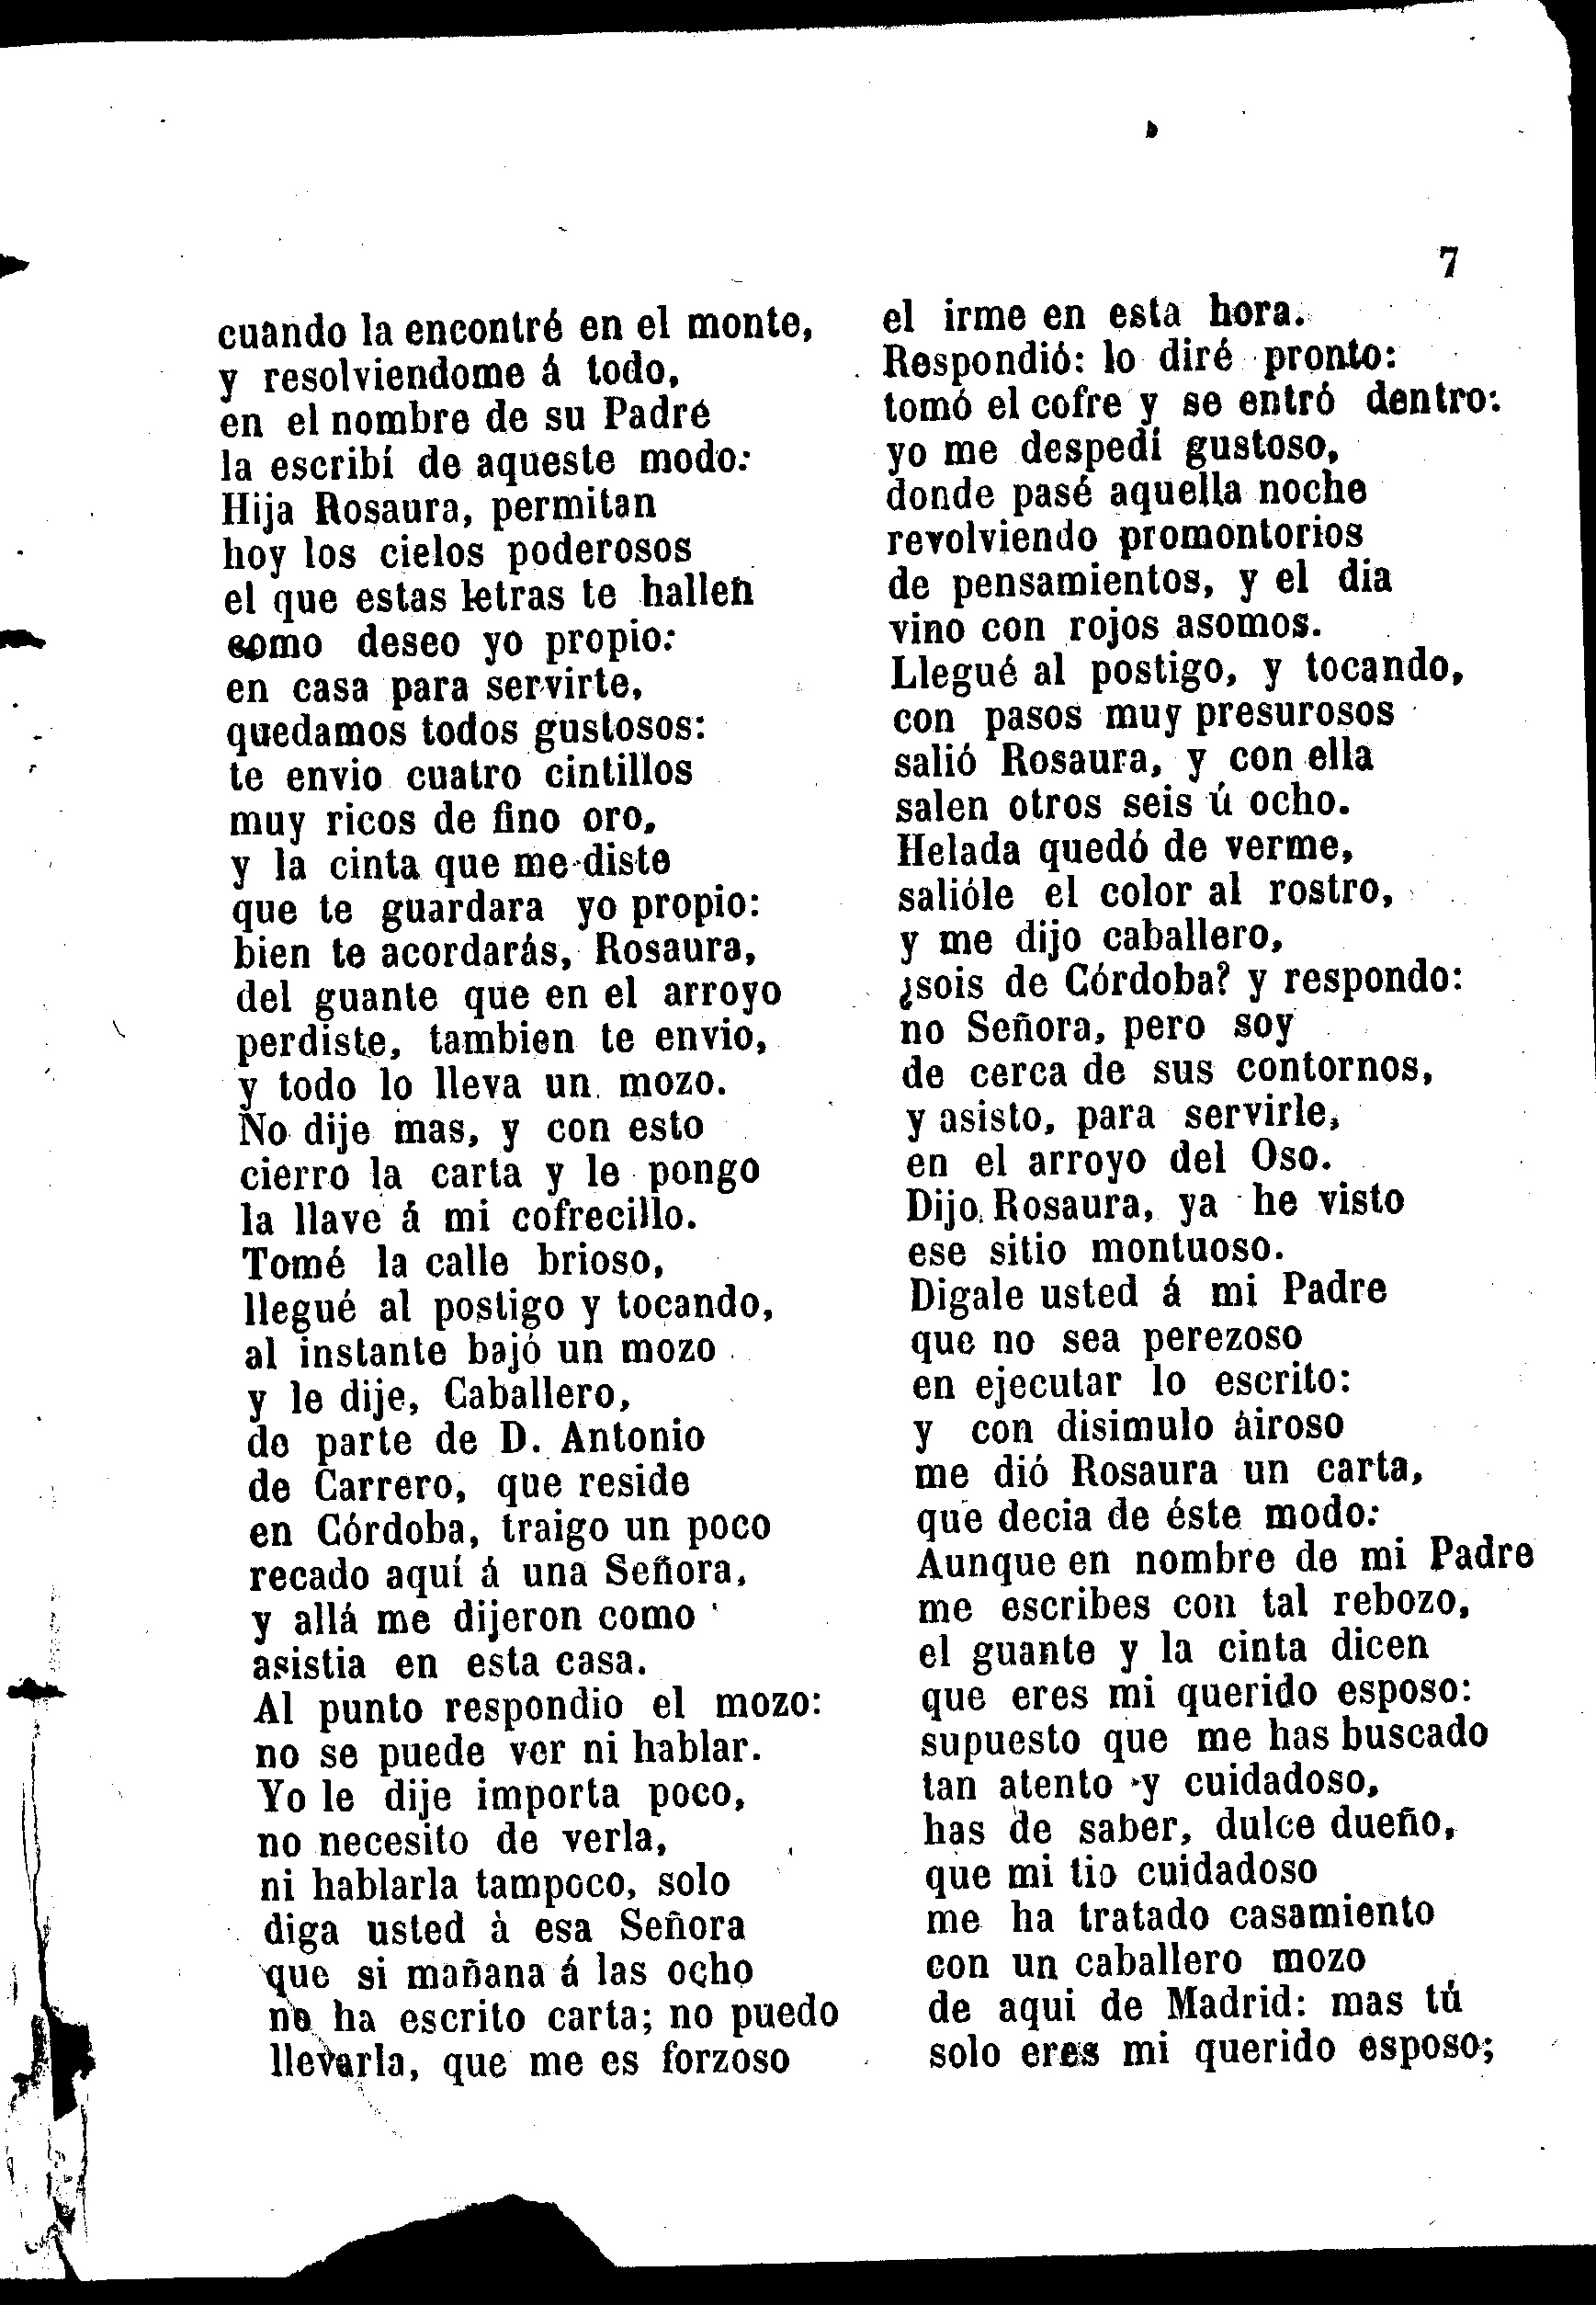 7
cuando la encontré en el monte,
y resolviendome á todo,
en el nombre de su Padré
la escribí de aqueste modo:
Hija Rosaura, permitan
hoy los cielos poderosos
el que estas letras te hallen
como deseo yo propio:
en casa para servirte,
quedamos todos gustosos:
te envio cuatro cintillos
muy ricos de fino oro,
y la cinta que me diste
que te guardara yo propio:
bien te acordarás, Rosaura,
del guante que en el arroyo
perdiste, tambien te envio,
y todo lo lleva un mozo.
No dije mas, y con esto
cierro la carta y le pongo
la llave á mi cofrecillo.
Tomé la calle brioso,
llegué al postigo y tocando,
al instante bajó un mozo
y le dije, Caballero,
de parte de D. Antonio
de Carrero, que reside
en Córdoba, traigo un poco
recado aquí á una Señora,
y allá me dijeron como
asistia en esta casa.
Al punto respondio el mozo:
no se puede ver ni hablar.
Yo le dije importa poco,
no necesito de verla,
ni hablarla tampoco, solo
diga usted à esa Señora
que si mañana á las ocho
no ha escrito carta; no puedo
llevarla, que me es forzoso
el irme en esta hora.
Respondió: lo diré pronto:
tomó el cofre y se entró dentro:
yo me despedí gustoso,
donde pasé aquella noche
revolviendo promontorios
de pensamientos, y el dia
vino con rojos asomos.
Llegué al postigo, y tocando,
con pasos muy presurosos
salió Rosaura, y con ella
salen otros seis ú ocho.
Helada quedó de verme,
salióle el color al rostro,
y me dijo caballero,
¿sois de Córdoba? y respondo:
no Señora, pero soy
de cerca de sus contornos,
y asisto, para servirle,
en el arroyo del Oso.
Dijo Rosaura, ya he visto
ese sitio montuoso.
Digale usted á mi Padre
que no sea perezoso
en ejecutar lo escrito:
y con disimulo àiroso
me dió Rosaura un carta,
que decia de éste modo:
Aunque en nombre de mi Padre
me escribes con tal rebozo,
el guante y la cinta dicen
que eres mi querido esposo:
supuesto que me has buscado
tan atento y cuidadoso,
has de saber, dulce dueño,
que mi tio cuidadoso
me ha tratado casamiento
con un caballero mozo
de aqui de Madrid: mas tú
solo eres mi querido esposo;